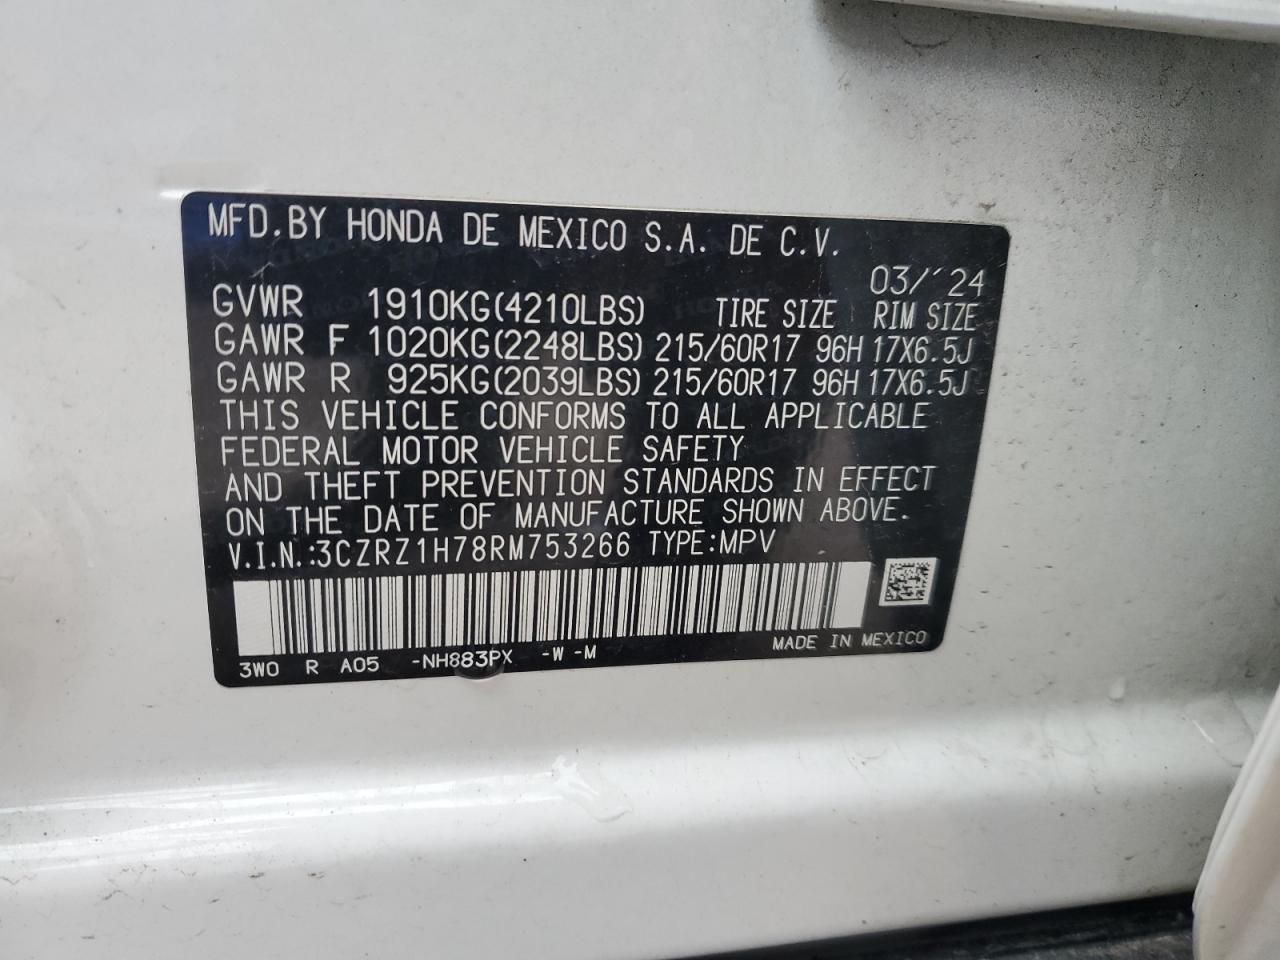 MFD.BY HONDA DE MEXICO S.A. DE C.V.
03/´24
GVWR 1910KG(4210LBS) TIRE SIZE RIM SIZE
GAWR F 1020KG(2248LBS) 215/60R17 96H 17X6.5J
GAWR R 925KG(2039LBS) 215/60R17 96H 17X6.5J
THIS VEHICLE CONFORMS TO ALL APPLICABLE
FEDERAL MOTOR VEHICLE SAFETY
AND THEFT PREVENTION STANDARDS IN EFFECT
ON THE DATE OF MANUFACTURE SHOWN ABOVE.
V.I.N.:3CZRZ1H78RM753266 TYPE:MPV
MADE IN MEXICO
3W0 R A05 -NH883PX -W -M